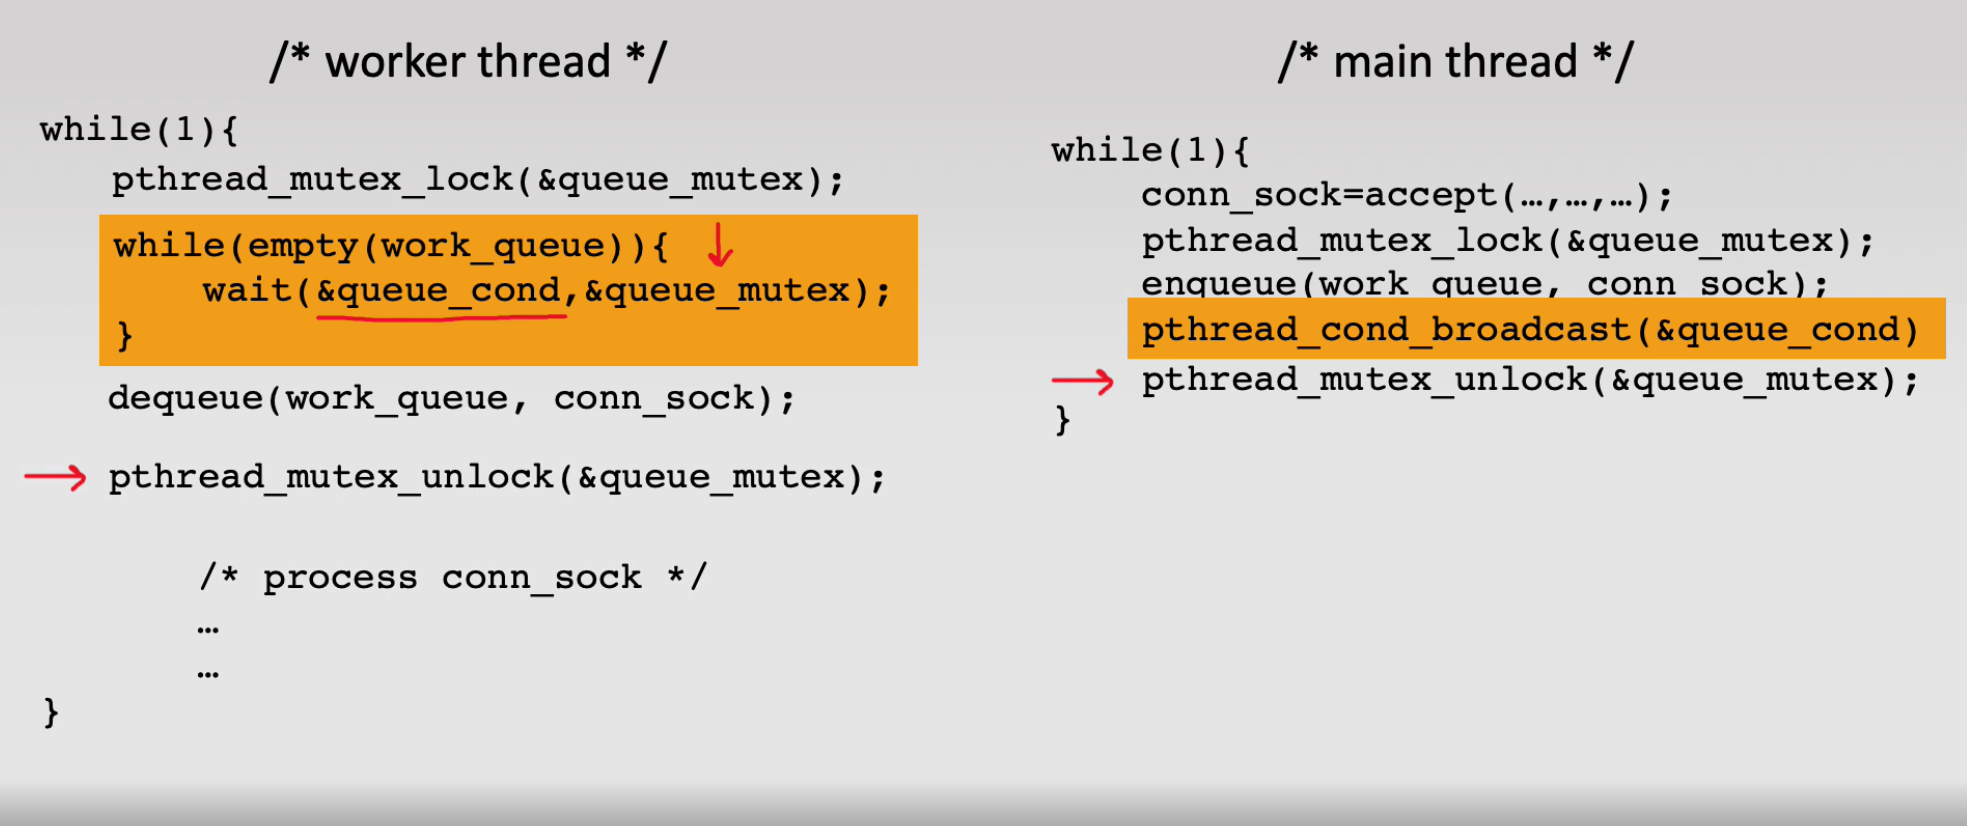 /* worker thread */
while(1){
pthread_mutex_lock(&queue_mutex);
while(empty(work_queue)){
wait(&queue_cond,&queue_mutex);
}
dequeue(work_queue, conn_sock);
pthread_mutex_unlock(&queue_mutex);
/* process conn_sock */
…
…
}
/* main thread */
while(1){
conn_sock=accept(…,…,…);
pthread_mutex_lock(&queue_mutex);
enqueue(work_queue, conn_sock);
pthread_cond_broadcast(&queue_cond)
pthread_mutex_unlock(&queue_mutex);
}